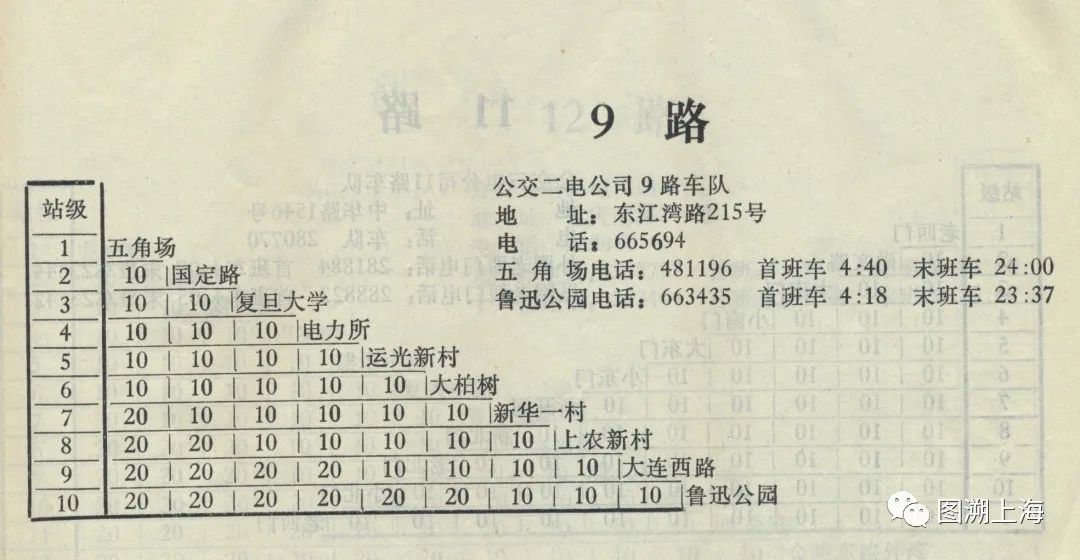 9 路
公交二电公司9路车队
地 址：东江湾路215号
电 话：665694
五角场电话：481196 首班车 4:40 末班车 24:00
鲁迅公园电话：663435 首班车 4:18 末班车 23:37
站级
1 五角场
2 10 国定路
3 10 10 复旦大学
4 10 10 10 电力所
5 10 10 10 10 运光新村
6 10 10 10 10 10 大柏树
7 20 10 10 10 10 10 新华一村
8 20 20 10 10 10 10 10 上农新村
9 20 20 20 20 10 10 10 10 大连西路
10 20 20 20 20 20 10 10 10 10 鲁迅公园
图溯上海